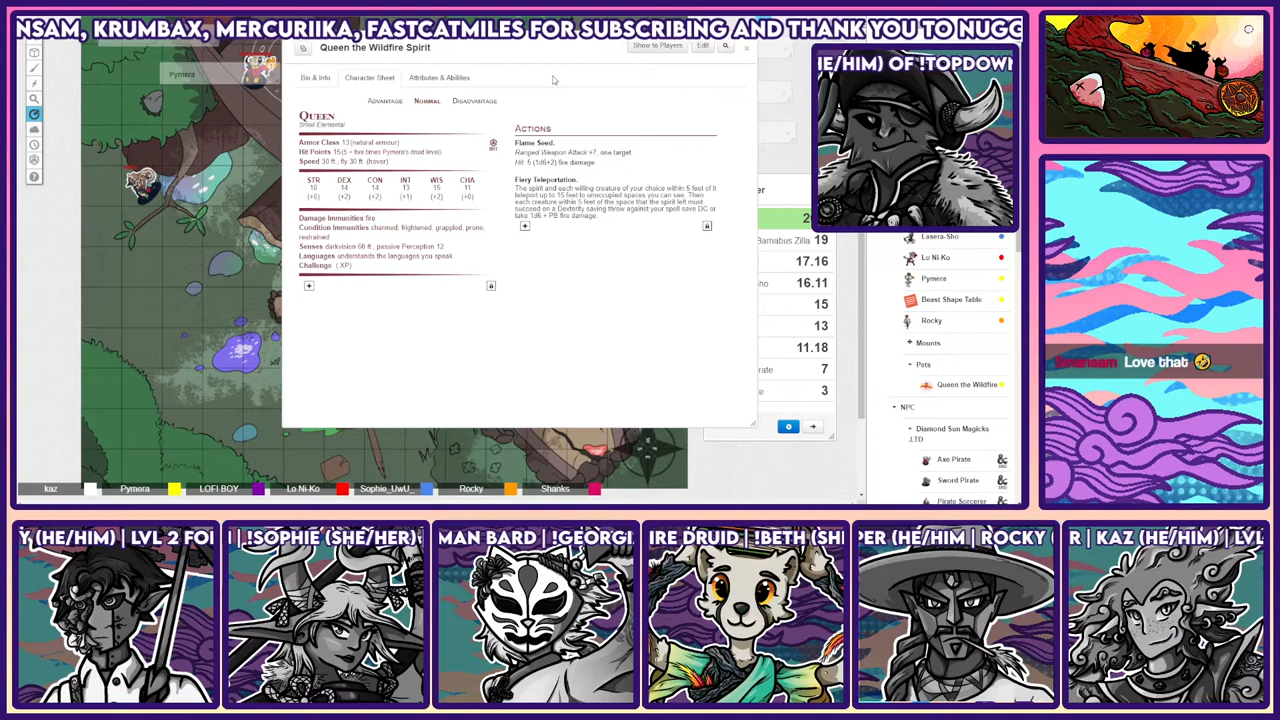 NSAM, KRUMBAX, MERCURIIKA, FASTCATMILES FOR SUBSCRIBING AND THANK YOU TO NUGG
Queen the Wildfire Spirit
Show to Players
Edit
Pymera
Bio & Info
Character Sheet
Attributes & Abilities
ADVANTAGE NORMAL DISADVANTAGE
QUEEN
Small Elemental
Armor Class 13 (natural armour)
Hit Points 15 (5 + five times Pymera's druid level)
Speed 30 ft., fly 30 ft. (hover)
INIT
STR DEX CON INT WIS CHA
10 14 14 13 15 11
(+0) (+2) (+2) (+1) (+2) (+0)
Damage Immunities fire
Condition Immunities charmed, frightened, grappled, prone,
restrained
Senses darkvision 60 ft., passive Perception 12
Languages understands the languages you speak
Challenge ( XP)
ACTIONS
Flame Seed.
Ranged Weapon Attack: +7, one target
Hit: 5 (1d6+2) fire damage
Fiery Teleportation.
The spirit and each willing creature of your choice within 5 feet of it
teleport up to 15 feet to unoccupied spaces you can see. Then
each creature within 5 feet of the space that the spirit left must
succeed on a Dexterity saving throw against your spell save DC or
take 1d6 + PB fire damage.
er
2
Barnabus Zilla 19
17.16
ho 16.11
15
13
11.18
rate 7
e 3
HE/HIM) OF !TOPDOWN
Lasera-Sho
Lo Ni-Ko
Pymera
Beast Shape Table
Rocky
Mounts
Pets
Queen the Wildfire
NPC
Diamond Sun Magicks
.LTD
Axe Pirate
Sword Pirate
Pirate Sorcerer
Swansam Love that 🤣
kaz
Pymera
LOFI BOY
Lo Ni-Ko
Sophie_UwU_
Rocky
Shanks
Y (HE/HIM) | LVL 2 FO
| !SOPHIE (SHE/HER)
MAN BARD | !GEORGI
IRE DRUID | !BETH (SH
PER (HE/HIM | ROCKY
R | KAZ (HE/HIM) | LVL